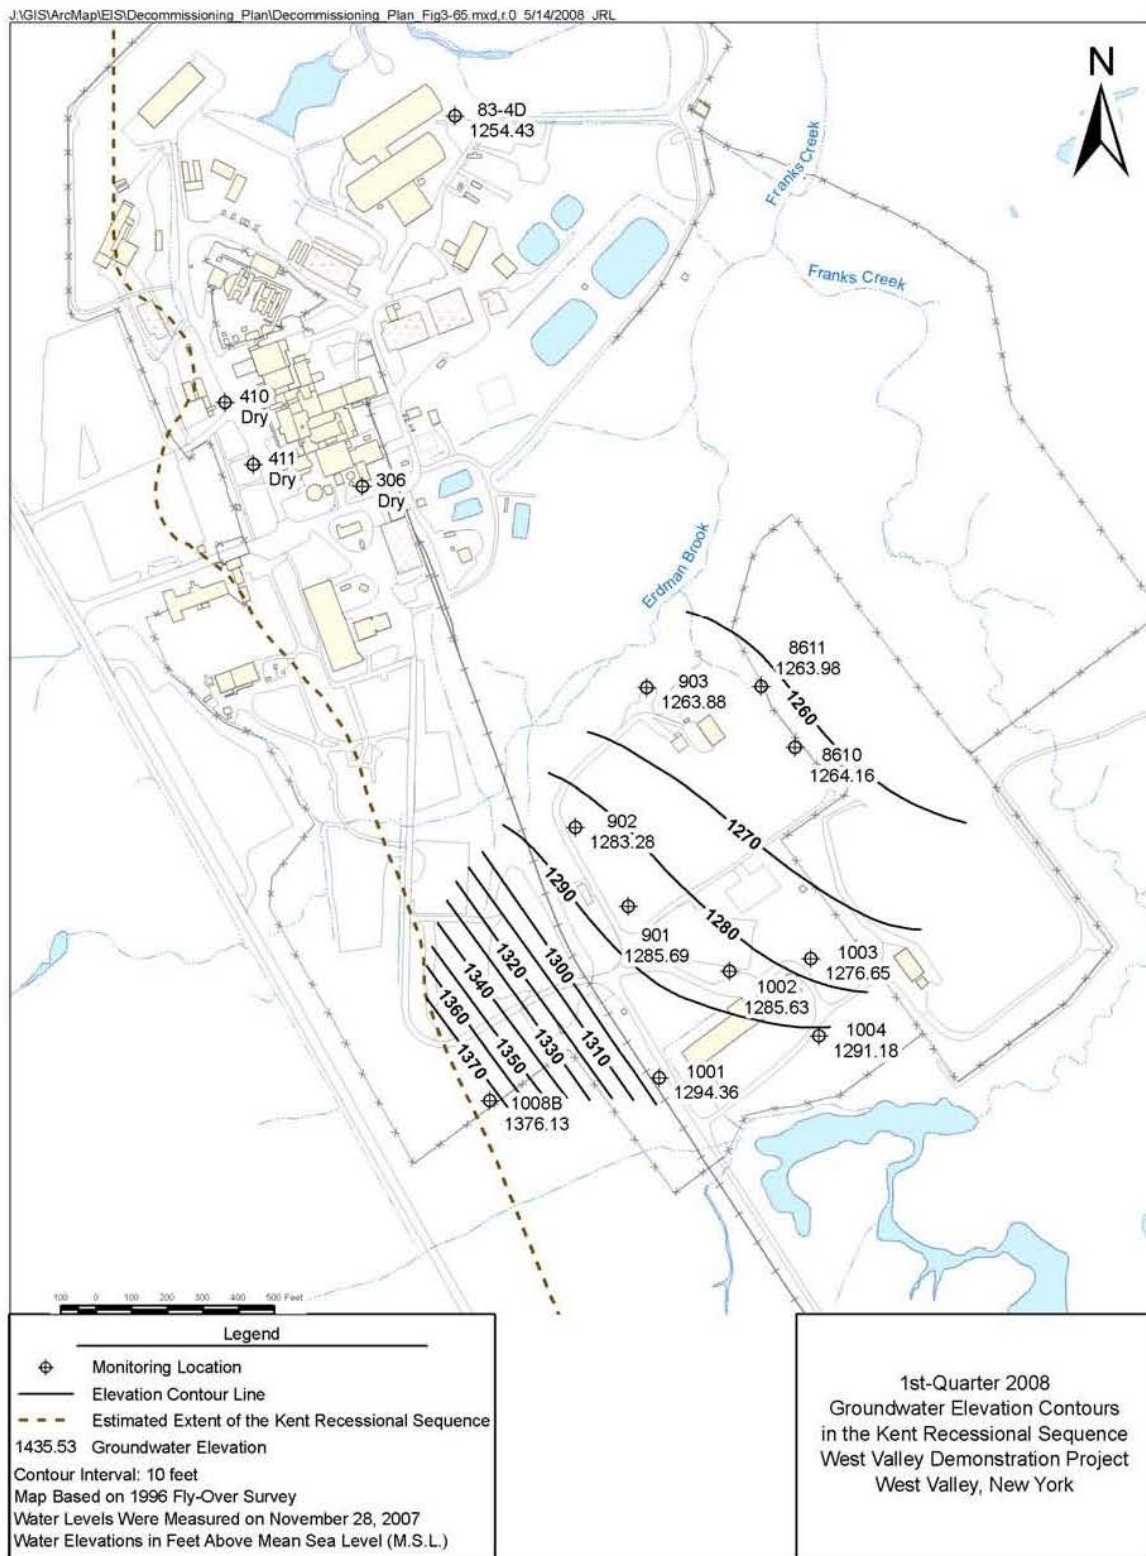 J:\GIS\ArcMap\EIS\Decommissioning_Plan\Decommissioning_Plan_Fig3-65.mxd,r.0 5/14/2008 JRL
N
83-4D
1254.43
Franks Creek
Franks Creek
410
Dry
411
Dry
306
Dry
Erdman Brook
8611
1263.98
903
1263.88
1260
8610
1264.16
902
1283.28
1270
1290
1280
901
1285.69
1003
1276.65
1002
1285.63
1300
1320
1340
1360
1004
1291.18
1310
1330
1350
1370
1001
1294.36
1008B
1376.13
100 0 100 200 300 400 500 Feet
Legend
Monitoring Location
Elevation Contour Line
Estimated Extent of the Kent Recessional Sequence
1435.53 Groundwater Elevation
Contour Interval: 10 feet
Map Based on 1996 Fly-Over Survey
Water Levels Were Measured on November 28, 2007
Water Elevations in Feet Above Mean Sea Level (M.S.L.)
1st-Quarter 2008
Groundwater Elevation Contours
in the Kent Recessional Sequence
West Valley Demonstration Project
West Valley, New York